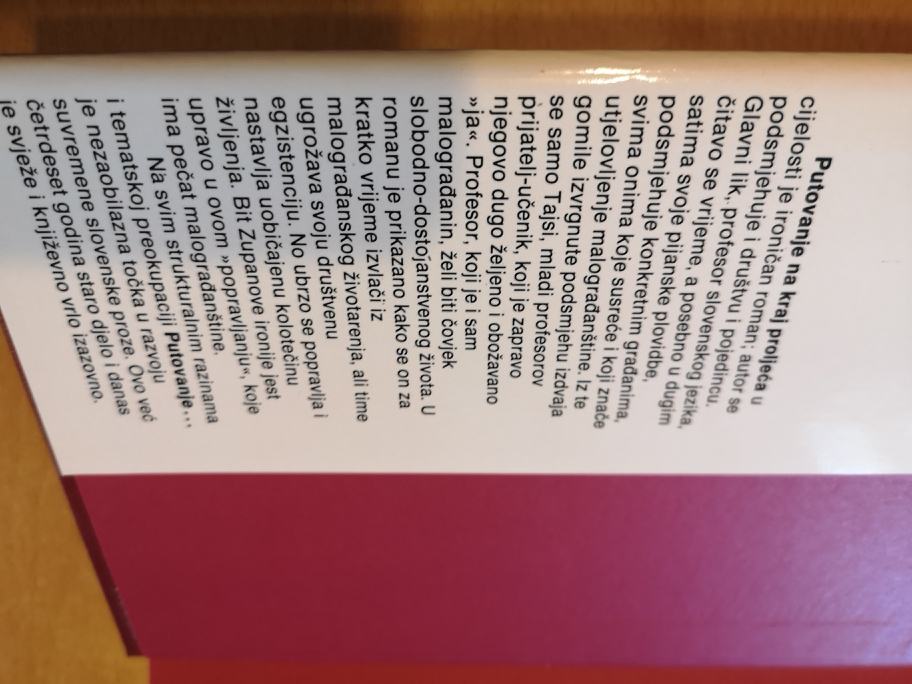 Putovanje na kraj proljeća u
cijelosti je ironičan roman; autor se
podsmjehuje i društvu i pojedincu.
Glavni lik, profesor slovenskog jezika,
čitavo se vrijeme, a posebno u dugim
satima svoje pijanske plovidbe,
podsmjehuje konkretnim građanima,
svima onima koje susreće i koji znače
utjelovljenje malograđanštine. Iz te
gomile izvrgnute podsmjehu izdvaja
se samo Tajsi, mladi profesorov
prijatelj-učenik, koji je zapravo
njegovo dugo željeno i obožavano
»ja«. Profesor, koji je i sam
malograđanin, želi biti čovjek
slobodno-dostojanstvenog života. U
romanu je prikazano kako se on za
kratko vrijeme izvlači iz
malograđanskog životarenja, ali time
ugrožava svoju društvenu
egzistenciju. No ubrzo se popravlja i
nastavlja uobičajenu kolotečinu
življenja. Bit Zupanove ironije jest
upravo u ovom »popravljanju«, koje
ima pečat malograđanštine.
Na svim strukturalnim razinama
i tematskoj preokupaciji Putovanje...
je nezaobilazna točka u razvoju
suvremene slovenske proze. Ovo već
četrdeset godina staro djelo i danas
je svježe i književno vrlo izazovno.